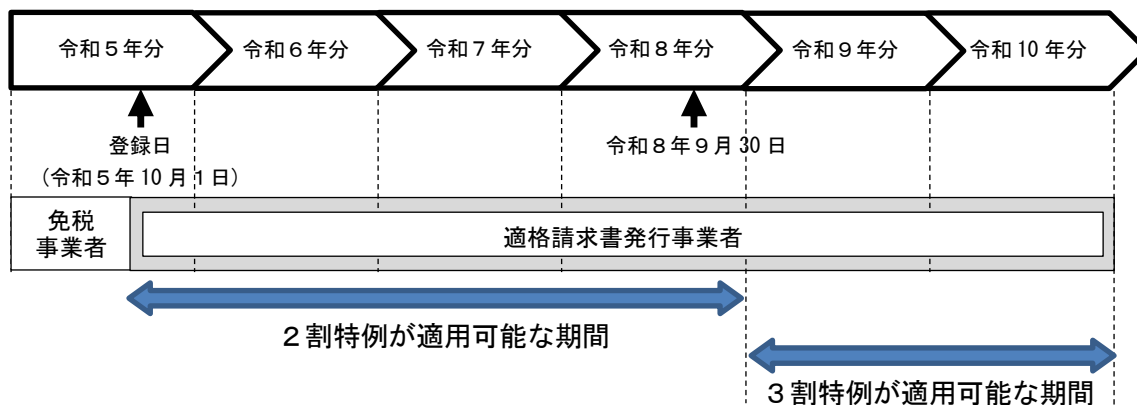 令和５年分
令和６年分
令和７年分
令和８年分
令和９年分
令和 10 年分
登録日
（令和５年 10 月１日）
令和８年９月 30 日
免税
事業者
適格請求書発行事業者
２割特例が適用可能な期間
３割特例が適用可能な期間